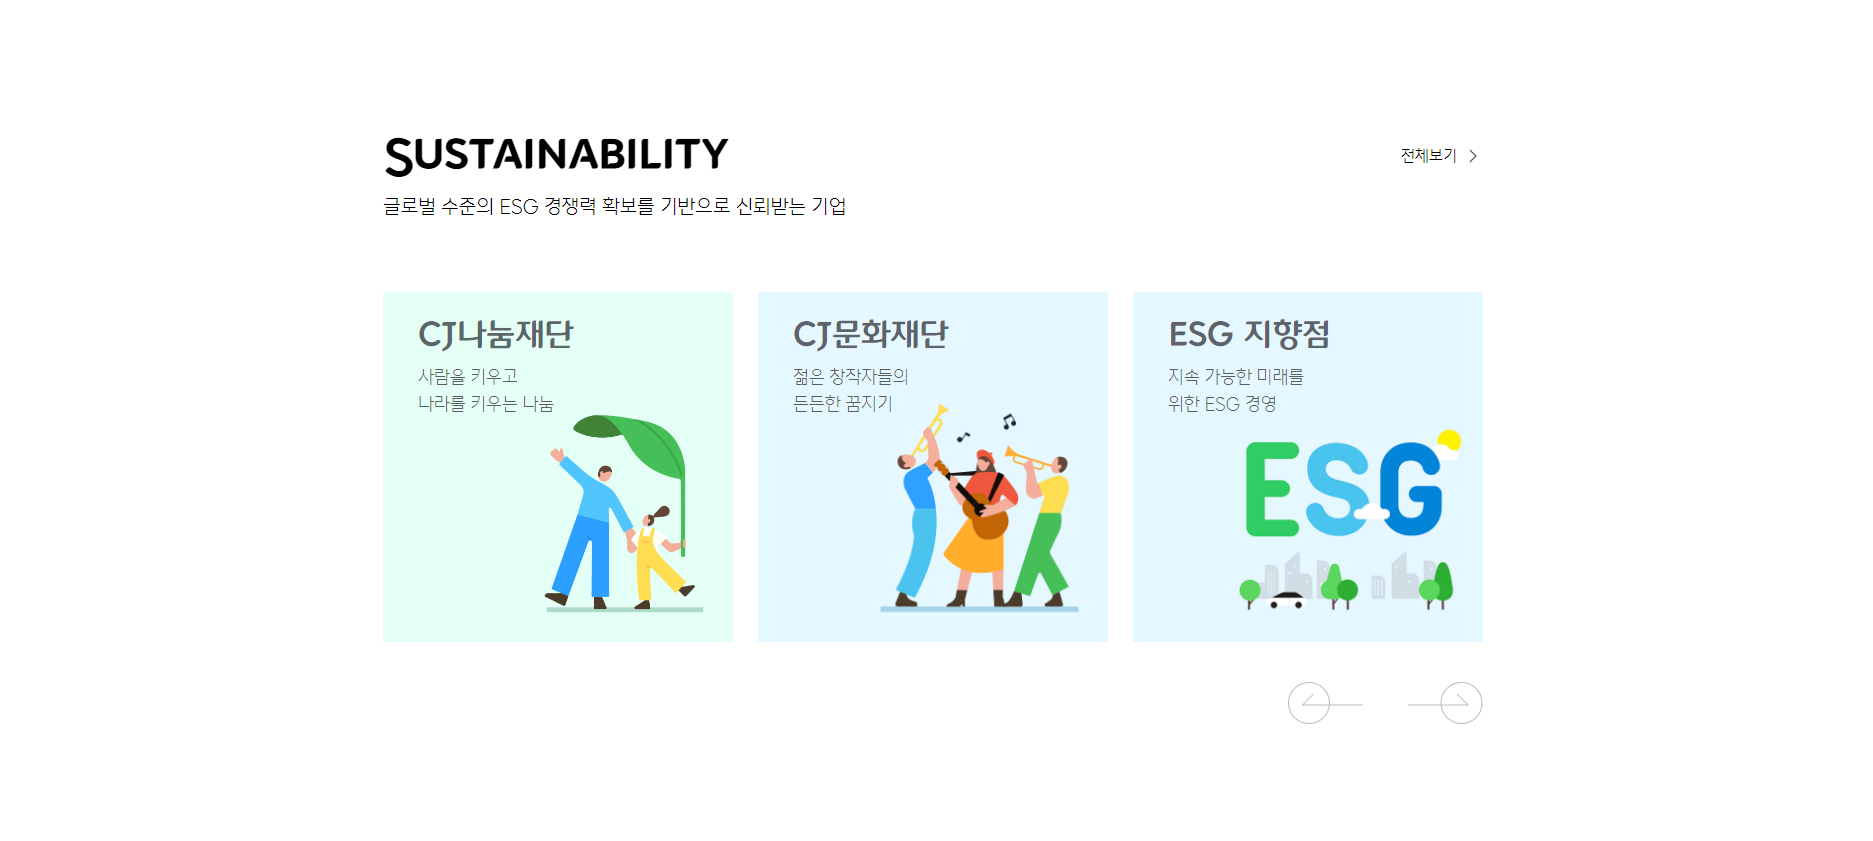 SUSTAINABILITY
전체보기
글로벌 수준의 ESG 경쟁력 확보를 기반으로 신뢰받는 기업
CJ나눔재단
사람을 키우고
나라를 키우는 나눔
CJ문화재단
젊은 창작자들의
든든한 꿈지기
ESG 지향점
지속 가능한 미래를
위한 ESG 경영
ESG